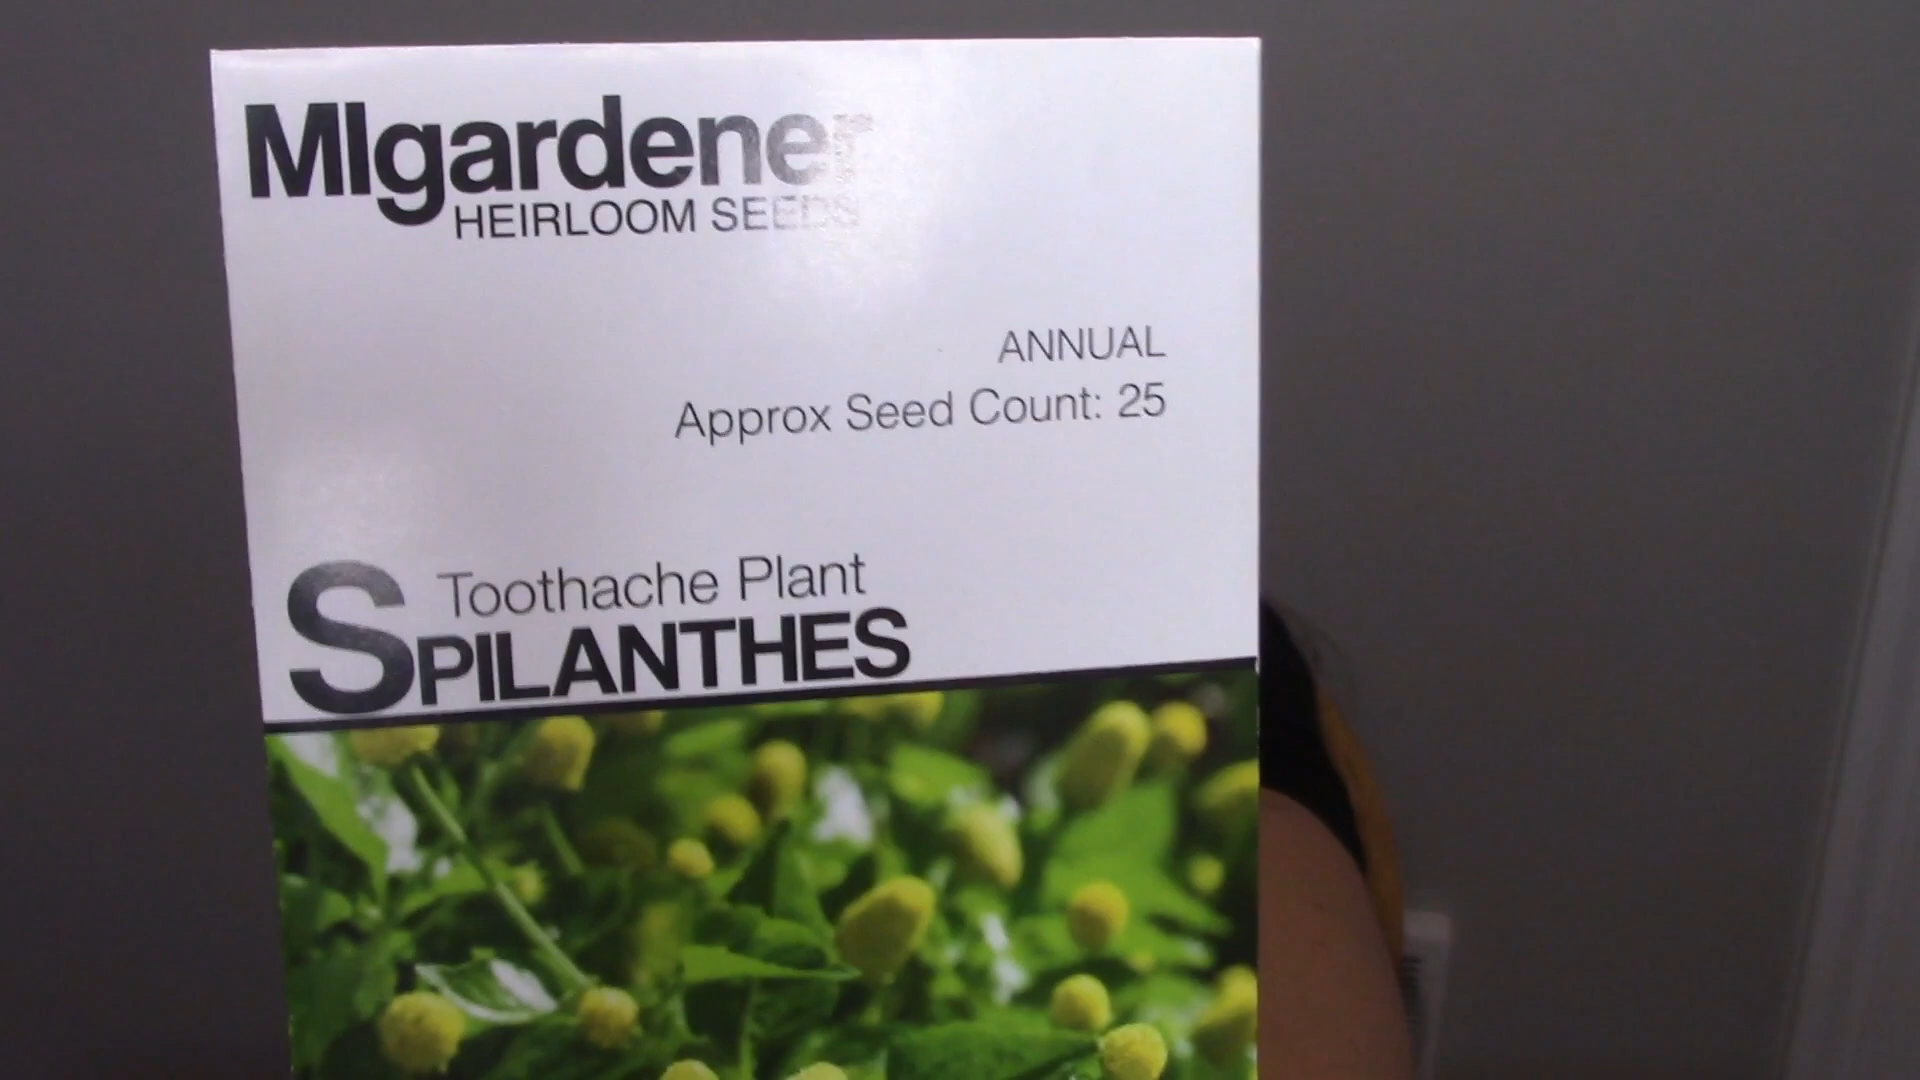 MIgardener
HEIRLOOM SEEDS
ANNUAL
Approx Seed Count: 25
Toothache Plant
SPILANTHES